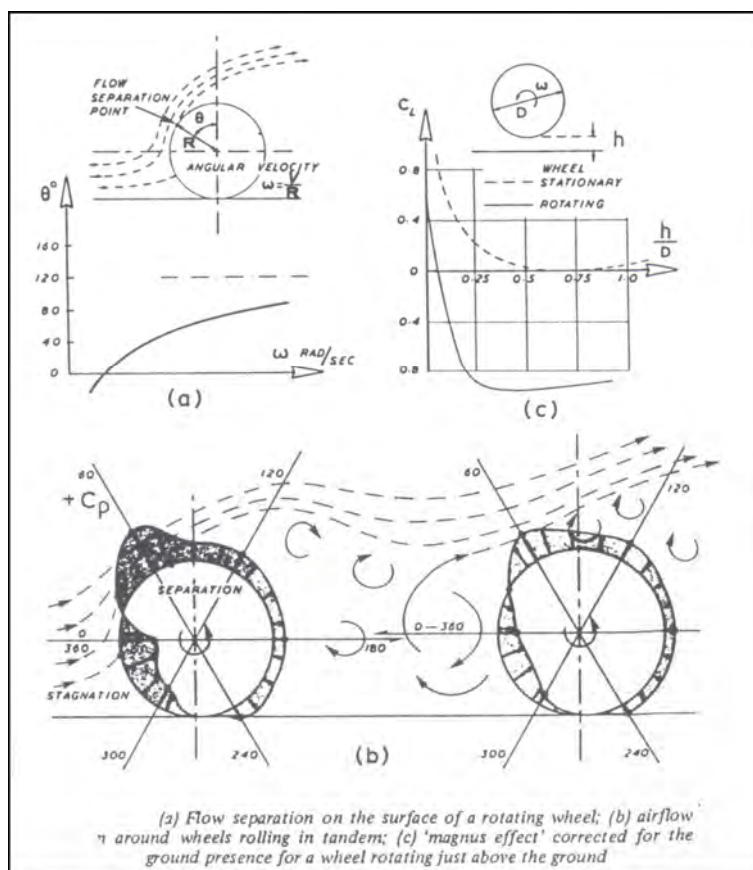 FLOW
SEPARATION
POINT
θ
R
ANGULAR VELOCITY
ω = V/R
θ°
160
120
80
40
0
ω RAD/SEC
(a)
C_L
ω
D
h
WHEEL
STATIONARY
ROTATING
0.8
0.4
0
0.4
0.8
0.25
0.5
0.75
1.0
h/D
(c)
60
120
+ Cp
SEPARATION
0
360
180
STAGNATION
300
240
60
120
0-360
300
240
(b)
(a) Flow separation on the surface of a rotating wheel; (b) airflow
around wheels rolling in tandem; (c) 'magnus effect' corrected for the
ground presence for a wheel rotating just above the ground